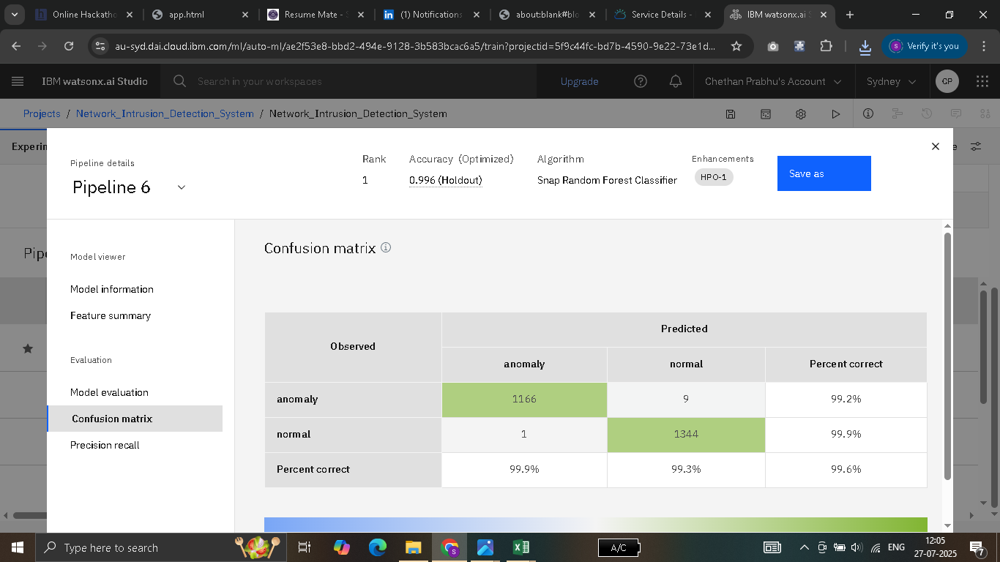 Online Hackatho
app.html
Resume Mate - S
(1) Notifications
about:blank#blo
Service Details -
IBM watsonx.ai S
au-syd.dai.cloud.ibm.com/ml/auto-ml/ae2f53e8-bbd2-494e-9128-3b583bcac6a5/train?projectid=5f9c44fc-bd7b-4590-9e22-73e1d...
S Verify it's you
IBM watsonx.ai Studio
Search in your workspaces
Upgrade
Chethan Prabhu's Account
Sydney
CP
Projects / Network_Intrusion_Detection_System / Network_Intrusion_Detection_System
Experin
e
Pipe
Pipeline details
Pipeline 6
Rank
1
Accuracy (Optimized)
0.996 (Holdout)
Algorithm
Snap Random Forest Classifier
Enhancements
HPO-1
Save as
Model viewer
Model information
Feature summary
Evaluation
Model evaluation
Confusion matrix
Precision recall
Confusion matrix
Observed
Predicted
anomaly normal Percent correct
anomaly 1166 9 99.2%
normal 1 1344 99.9%
Percent correct 99.9% 99.3% 99.6%
Type here to search
A/C
ENG
12:05
27-07-2025
7